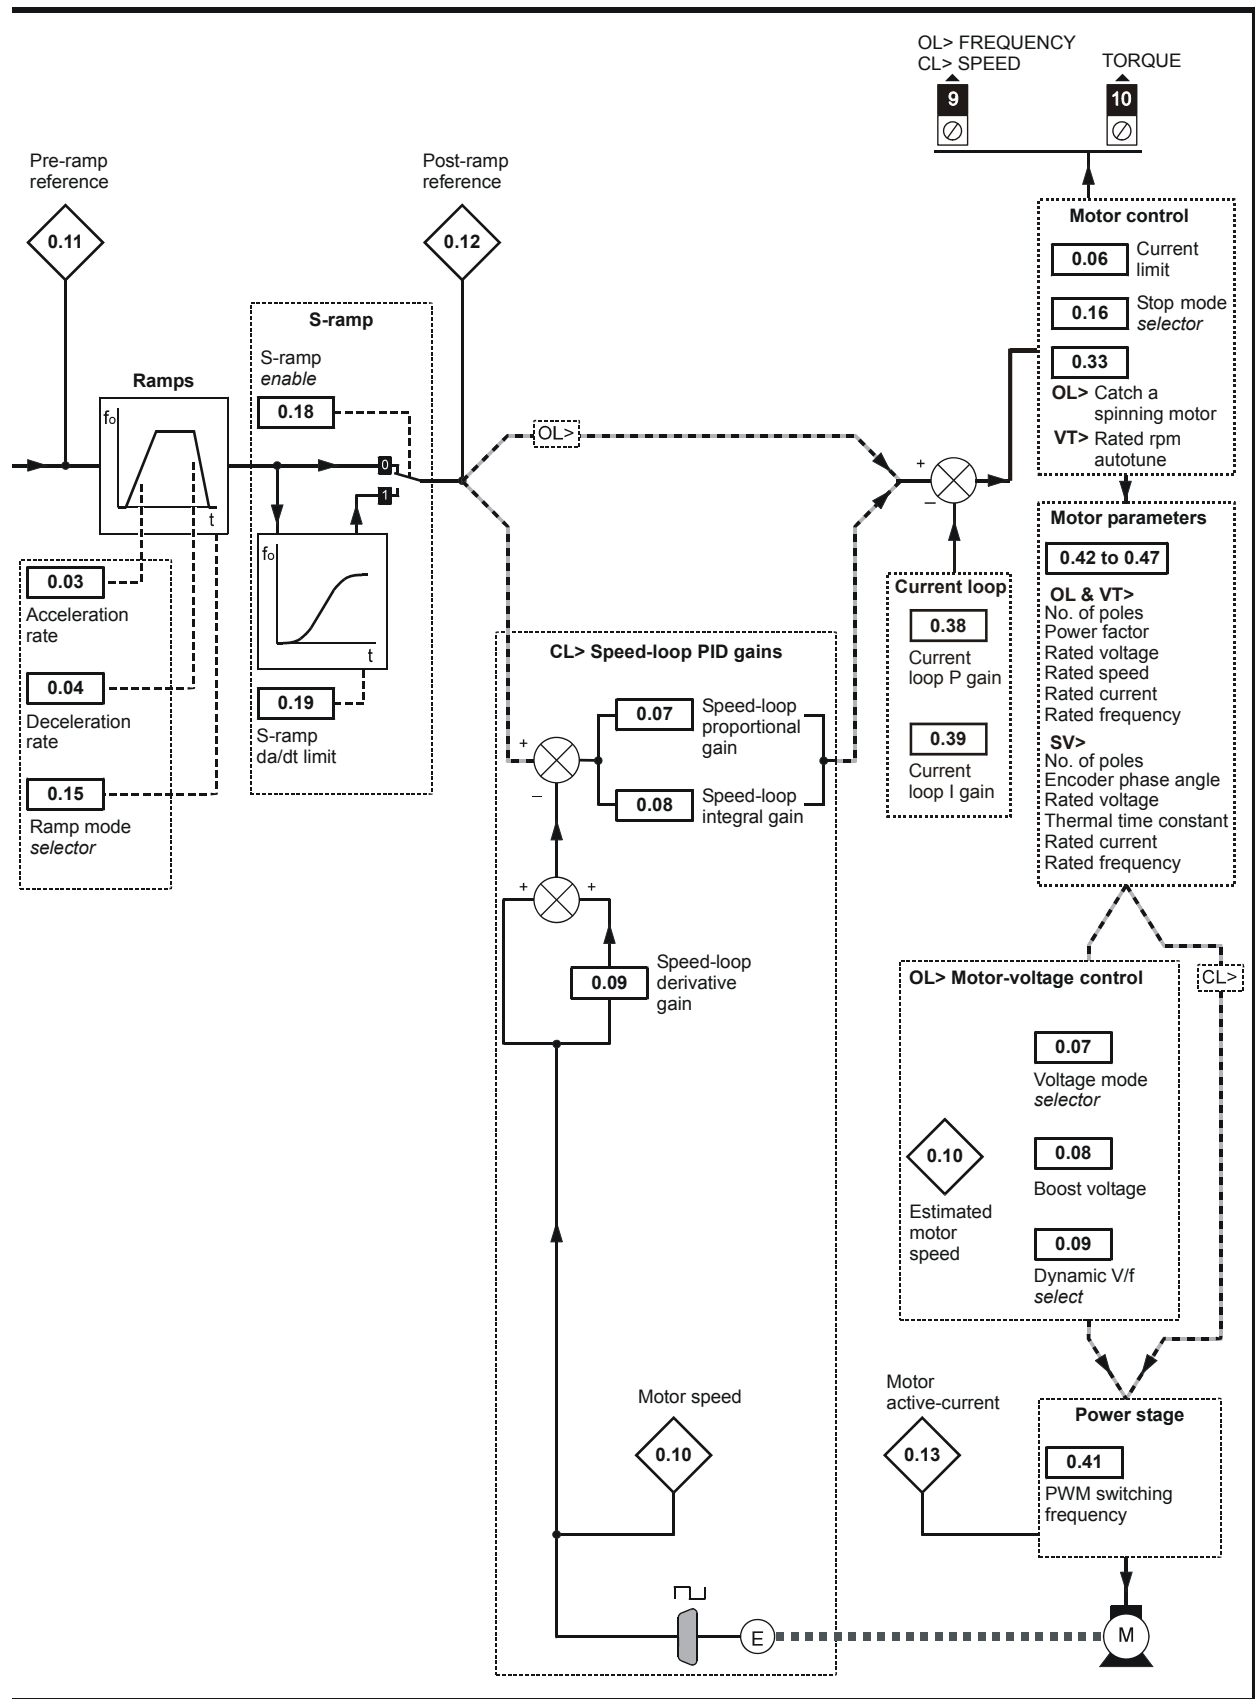 OL> FREQUENCY
CL> SPEED
TORQUE
9
10
Pre-ramp
reference
0.11
Post-ramp
reference
0.12
Motor control
0.06
Current
limit
0.16
Stop mode
selector
0.33
OL> Catch a
spinning motor
VT> Rated rpm
autotune
S-ramp
S-ramp
enable
0.18
Ramps
fo
t
0
1
fo
t
0.19
S-ramp
da/dt limit
0.03
Acceleration
rate
0.04
Deceleration
rate
0.15
Ramp mode
selector
OL>
+
–
Current loop
0.38
Current
loop P gain
0.39
Current
loop I gain
Motor parameters
0.42 to 0.47
OL & VT>
No. of poles
Power factor
Rated voltage
Rated speed
Rated current
Rated frequency
SV>
No. of poles
Encoder phase angle
Rated voltage
Thermal time constant
Rated current
Rated frequency
CL> Speed-loop PID gains
0.07
Speed-loop
proportional
gain
0.08
Speed-loop
integral gain
+
–
+ +
0.09
Speed-loop
derivative
gain
OL> Motor-voltage control
CL>
0.07
Voltage mode
selector
0.10
Estimated
motor
speed
0.08
Boost voltage
0.09
Dynamic V/f
select
Motor speed
0.10
Motor
active-current
0.13
Power stage
0.41
PWM switching
frequency
E
M